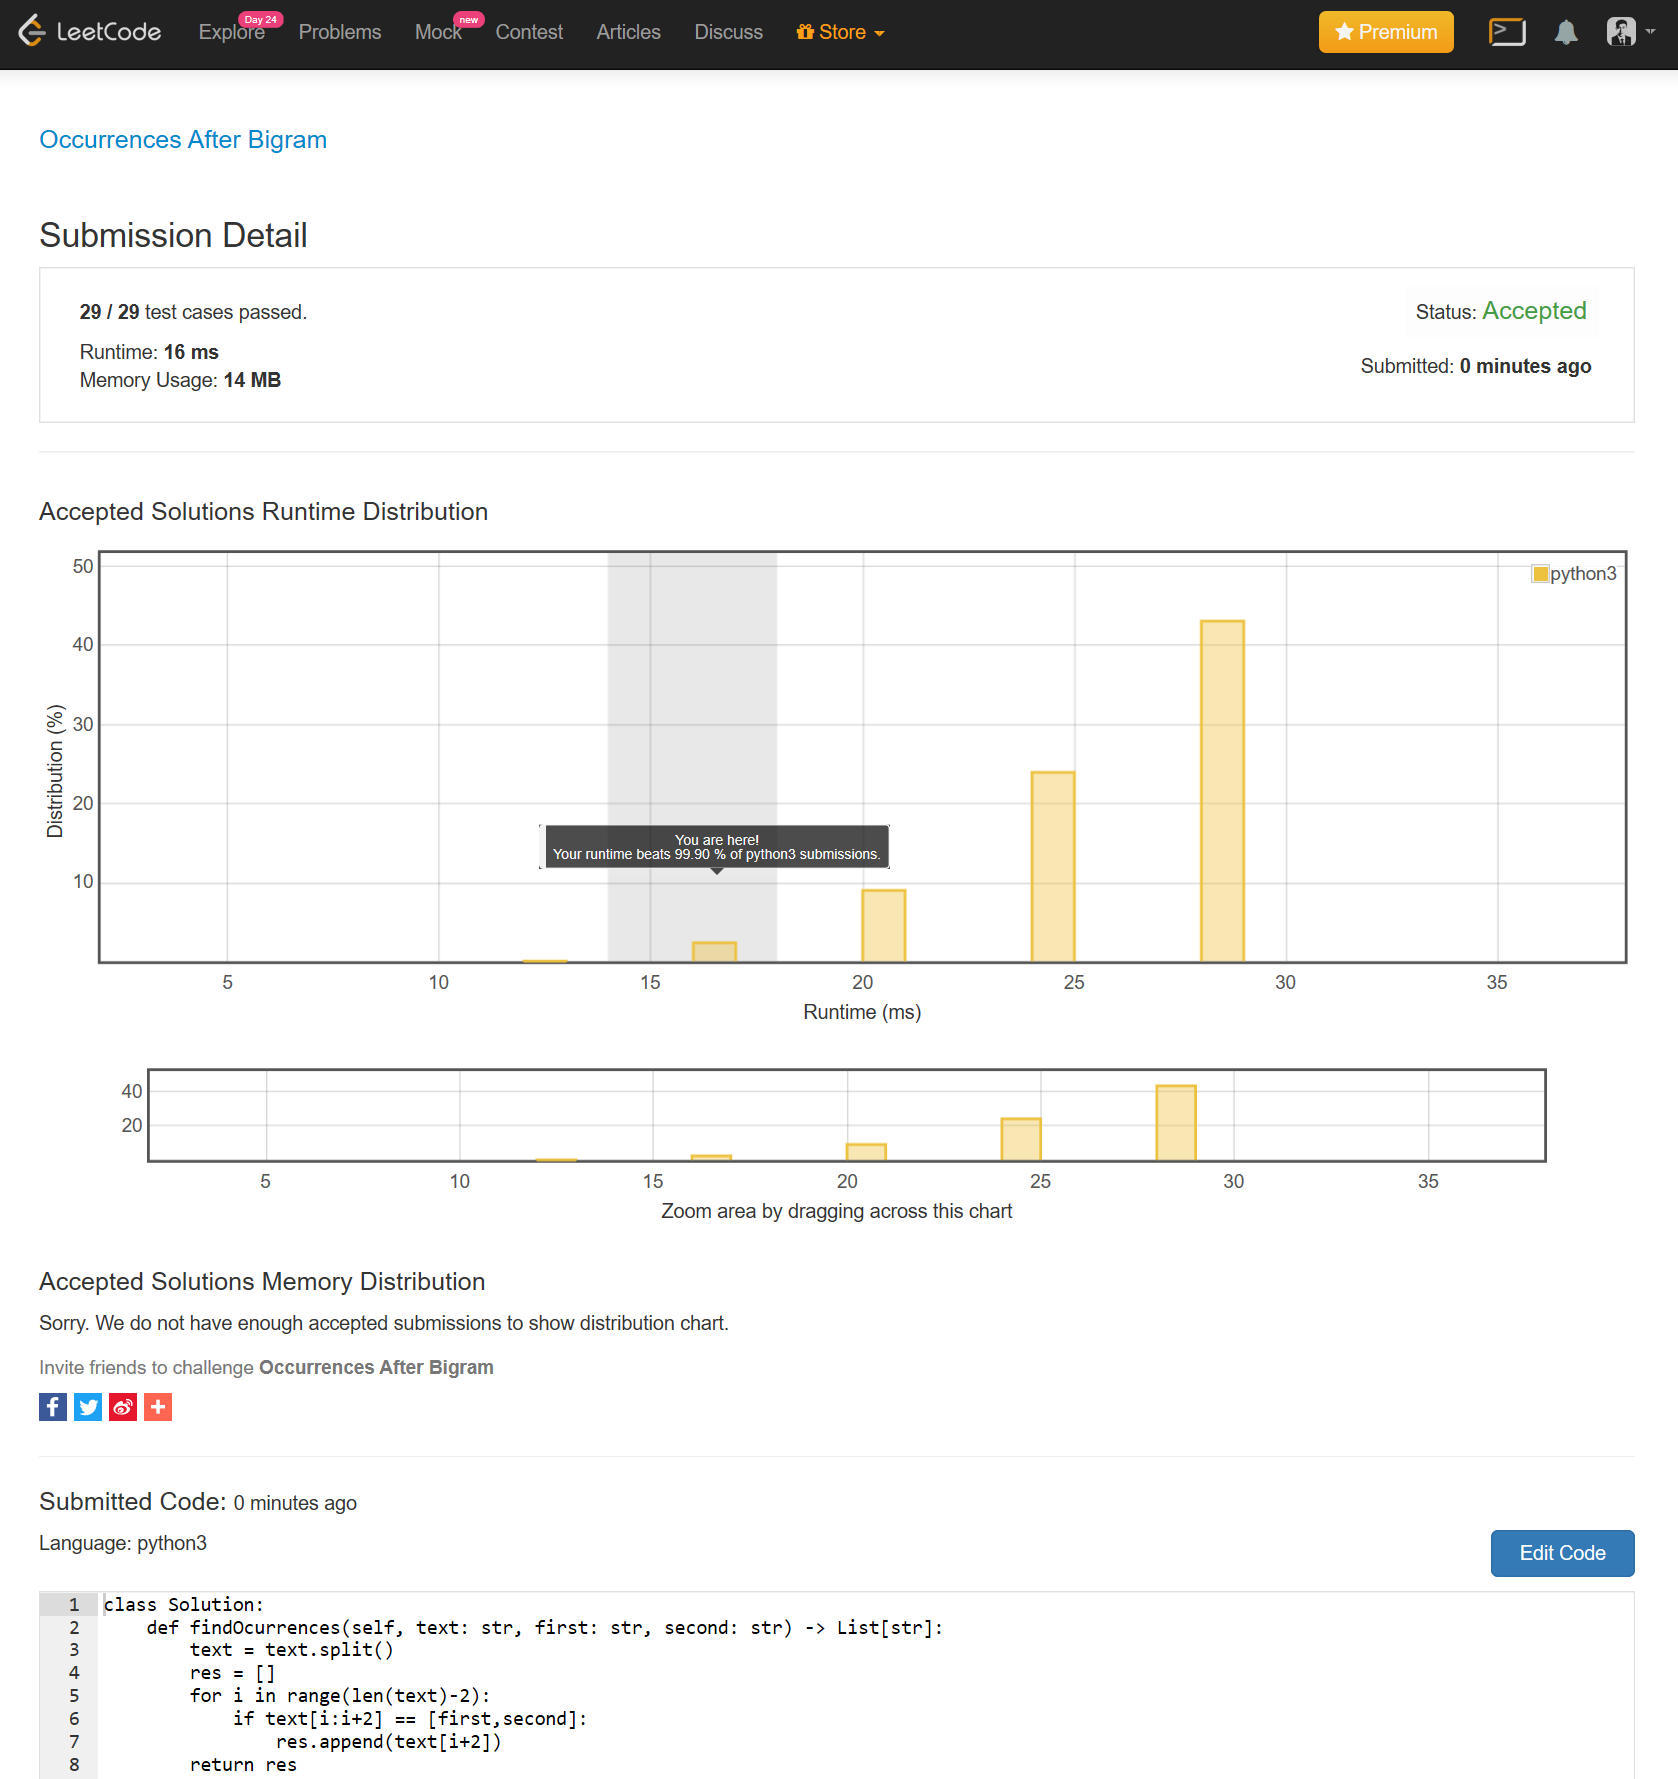 LeetCode Explore Day 24 Problems Mock new Contest Articles Discuss Store Premium
Occurrences After Bigram
Submission Detail
29 / 29 test cases passed.
Status: Accepted
Runtime: 16 ms
Submitted: 0 minutes ago
Memory Usage: 14 MB
Accepted Solutions Runtime Distribution
50
python3
40
30
20
10
Distribution (%)
You are here!
Your runtime beats 99.90 % of python3 submissions.
5 10 15 20 25 30 35
Runtime (ms)
40
20
5 10 15 20 25 30 35
Zoom area by dragging across this chart
Accepted Solutions Memory Distribution
Sorry. We do not have enough accepted submissions to show distribution chart.
Invite friends to challenge Occurrences After Bigram
Submitted Code: 0 minutes ago
Language: python3
Edit Code
1 class Solution:
2     def findOcurrences(self, text: str, first: str, second: str) -> List[str]:
3         text = text.split()
4         res = []
5         for i in range(len(text)-2):
6             if text[i:i+2] == [first,second]:
7                 res.append(text[i+2])
8         return res